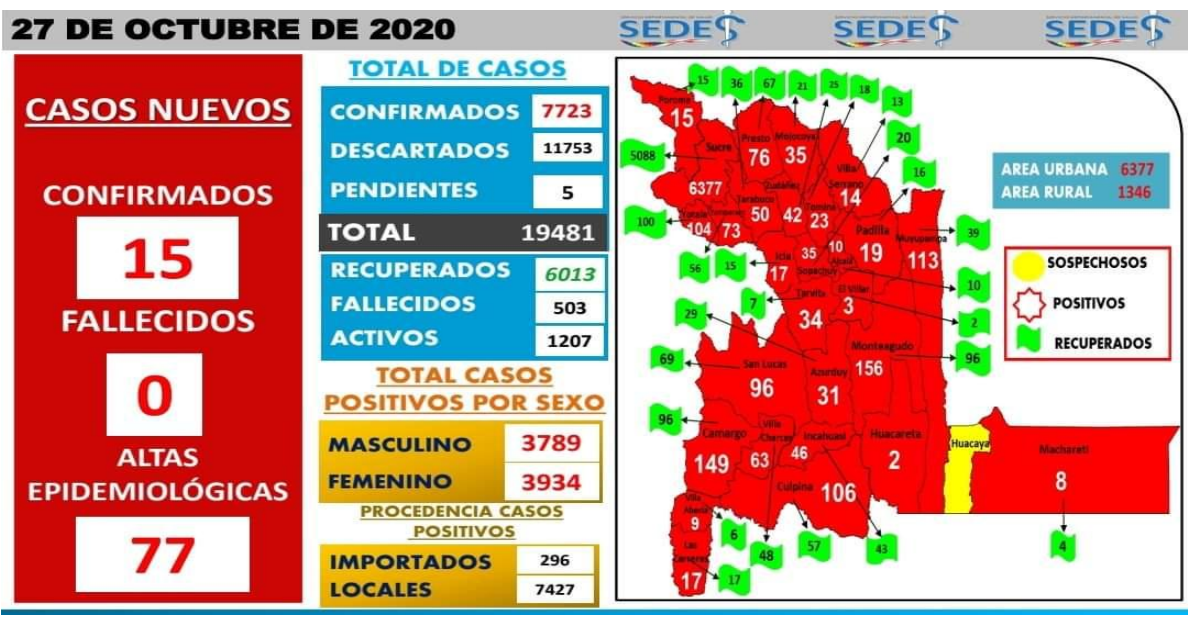 27 DE OCTUBRE DE 2020
SEDES
SEDES
SEDES
CASOS NUEVOS
CONFIRMADOS
15
FALLECIDOS
0
ALTAS
EPIDEMIOLÓGICAS
77
TOTAL DE CASOS
CONFIRMADOS 7723
DESCARTADOS 11753
PENDIENTES 5
TOTAL 19481
RECUPERADOS 6013
FALLECIDOS 503
ACTIVOS 1207
TOTAL CASOS
POSITIVOS POR SEXO
MASCULINO 3789
FEMENINO 3934
PROCEDENCIA CASOS
POSITIVOS
IMPORTADOS 296
LOCALES 7427
15 36 67 21 25 18 13
20
16
5088
100
56
15
7
29
69
96
39
10
2
96
6
17
48
57
43
4
Poroma
15
Sucre
6377
Presto
76
Mojocoya
35
Villa
Serrano
14
Zudañez
42
Tomina
23
Tarabuco
50
Yotala
104
73
Padilla
19
Muyupampa
113
Icla
17
35
Sopachuy
10
Alcalá
El Villar
3
Tarvita
34
Monteagudo
156
San Lucas
96
Azurduy
31
Camargo
149
Villa
Charcas
63
Incahuasi
46
Huacareta
2
Culpina 106
Villa
Abecia
9
Las
Carreras
17
Huacaya
Machareti
8
AREA URBANA 6377
AREA RURAL 1346
SOSPECHOSOS
POSITIVOS
RECUPERADOS